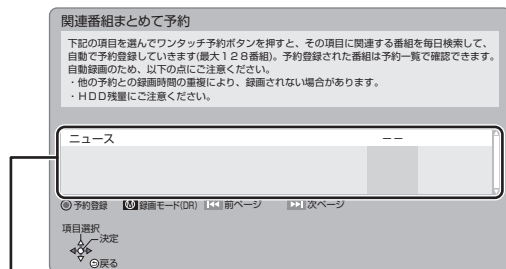 関連番組まとめて予約
下記の項目を選んでワンタッチ予約ボタンを押すと、その項目に関連する番組を毎日検索して、
自動で予約登録していきます(最大128番組)。予約登録された番組は予約一覧で確認できます。
自動録画のため、以下の点にご注意ください。
・他の予約との録画時間の重複により、録画されない場合があります。
・HDD残量にご注意ください。
ニュース －－
予約登録 録画モード(DR) 前ページ 次ページ
項目選択
決定
戻る